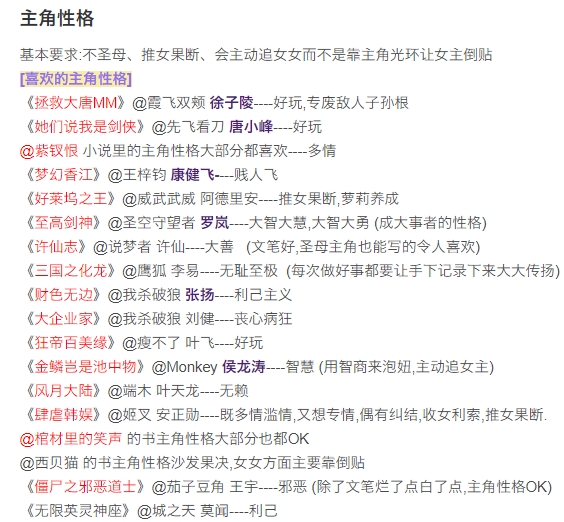 主角性格
基本要求:不圣母、推女果断、会主动追女女而不是靠主角光环让女主倒贴
[喜欢的主角性格]
《拯救大唐MM》@霞飞双颊 徐子陵----好玩,专废敌人子孙根
《她们说我是剑侠》@先飞看刀 唐小峰----好玩
@紫钗恨 小说里的主角性格大部分都喜欢----多情
《梦幻香江》@王梓钧 康健飞----贱人飞
《好莱坞之王》@威武武威 阿德里安----推女果断,萝莉养成
《至高剑神》@圣空守望者 罗岚----大智大慧,大智大勇 (成大事者的性格)
《许仙志》@说梦者 许仙----大善 (文笔好,圣母主角也能写的令人喜欢)
《三国之化龙》@鹰狐 李易----无耻至极 (每次做好事都要让手下记录下来大大传扬)
《财色无边》@我杀破狼 张扬----利己主义
《大企业家》@我杀破狼 刘健----丧心病狂
《狂帝百美缘》@瘦不了 叶飞----好玩
《金鳞岂是池中物》@Monkey 侯龙涛----智慧 (用智商来泡妞,主动追女主)
《风月大陆》@端木 叶天龙----无赖
《肆虐韩娱》@姬叉 安正勋----既多情滥情,又想专情,偶有纠结,收女利索,推女果断.
@棺材里的笑声 的书主角性格大部分也都OK
@西贝猫 的书主角性格沙发果决,女女方面主要靠倒贴
《僵尸之邪恶道士》@茄子豆角 王宇----邪恶 (除了文笔烂了点白了点,主角性格OK)
《无限英灵神座》@城之天 莫闻----利己